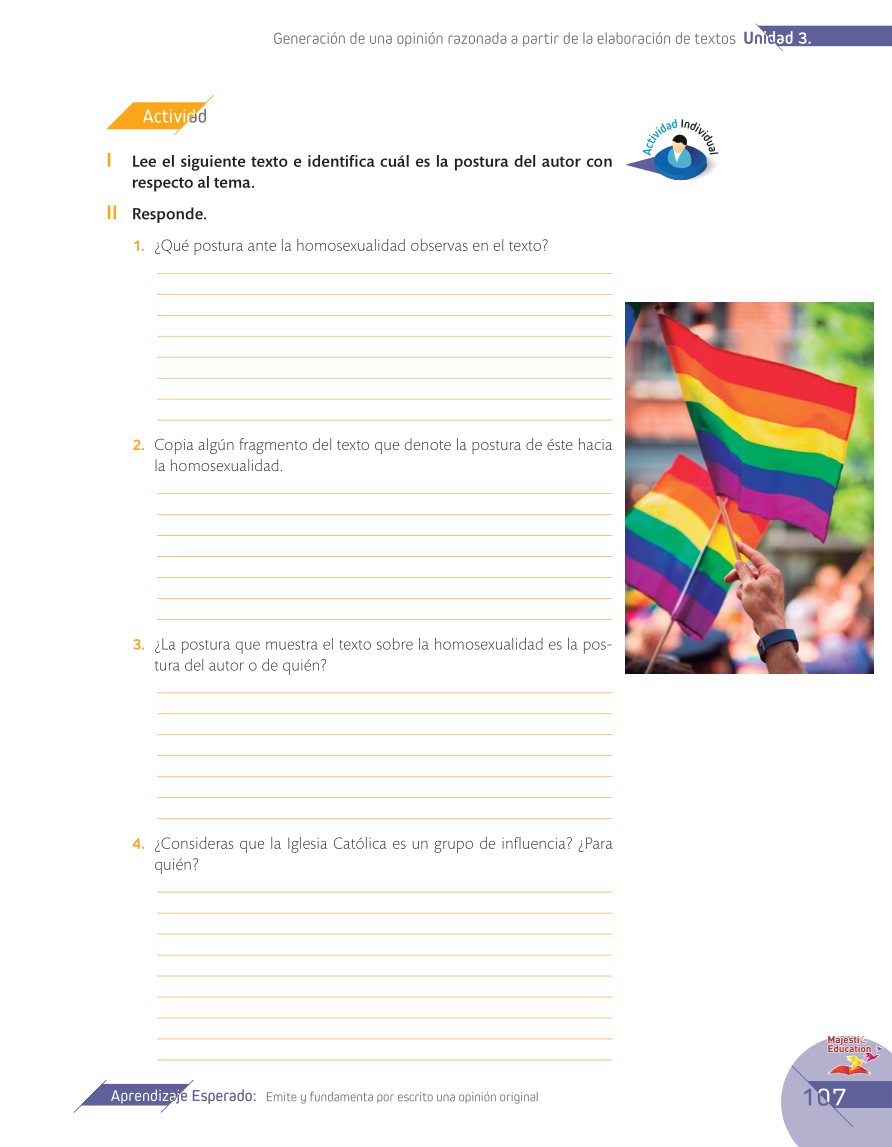 Generación de una opinión razonada a partir de la elaboración de textos Unidad 3.
Actividad
Actividad Individual
I Lee el siguiente texto e identifica cuál es la postura del autor con
respecto al tema.
II Responde.
1. ¿Qué postura ante la homosexualidad observas en el texto?
2. Copia algún fragmento del texto que denote la postura de éste hacia
la homosexualidad.
3. ¿La postura que muestra el texto sobre la homosexualidad es la pos-
tura del autor o de quién?
4. ¿Consideras que la Iglesia Católica es un grupo de influencia? ¿Para
quién?
Majestic
Education
Aprendizaje Esperado: Emite y fundamenta por escrito una opinión original
107